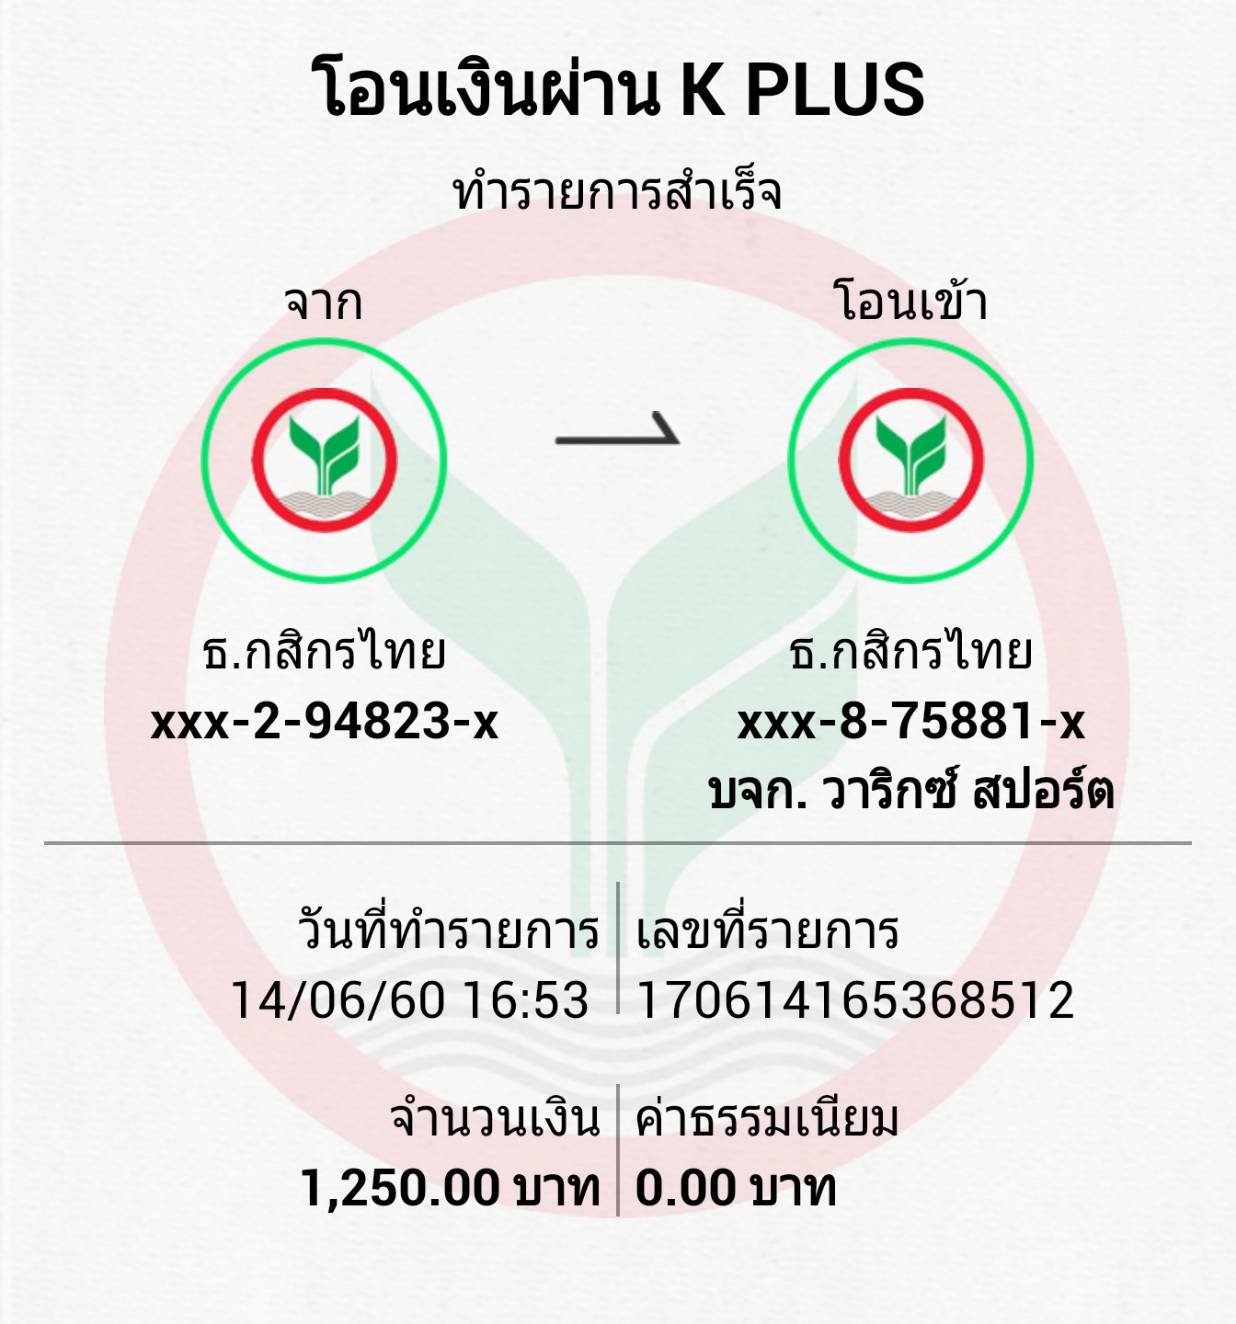 โอนเงินผ่าน K PLUS
ทำรายการสำเร็จ
จาก
โอนเข้า
ธ.กสิกรไทย
xxx-2-94823-x
ธ.กสิกรไทย
xxx-8-75881-x
บจก. วาริกซ์ สปอร์ต
วันที่ทำรายการ
14/06/60 16:53
เลขที่รายการ
170614165368512
จำนวนเงิน
1,250.00 บาท
ค่าธรรมเนียม
0.00 บาท